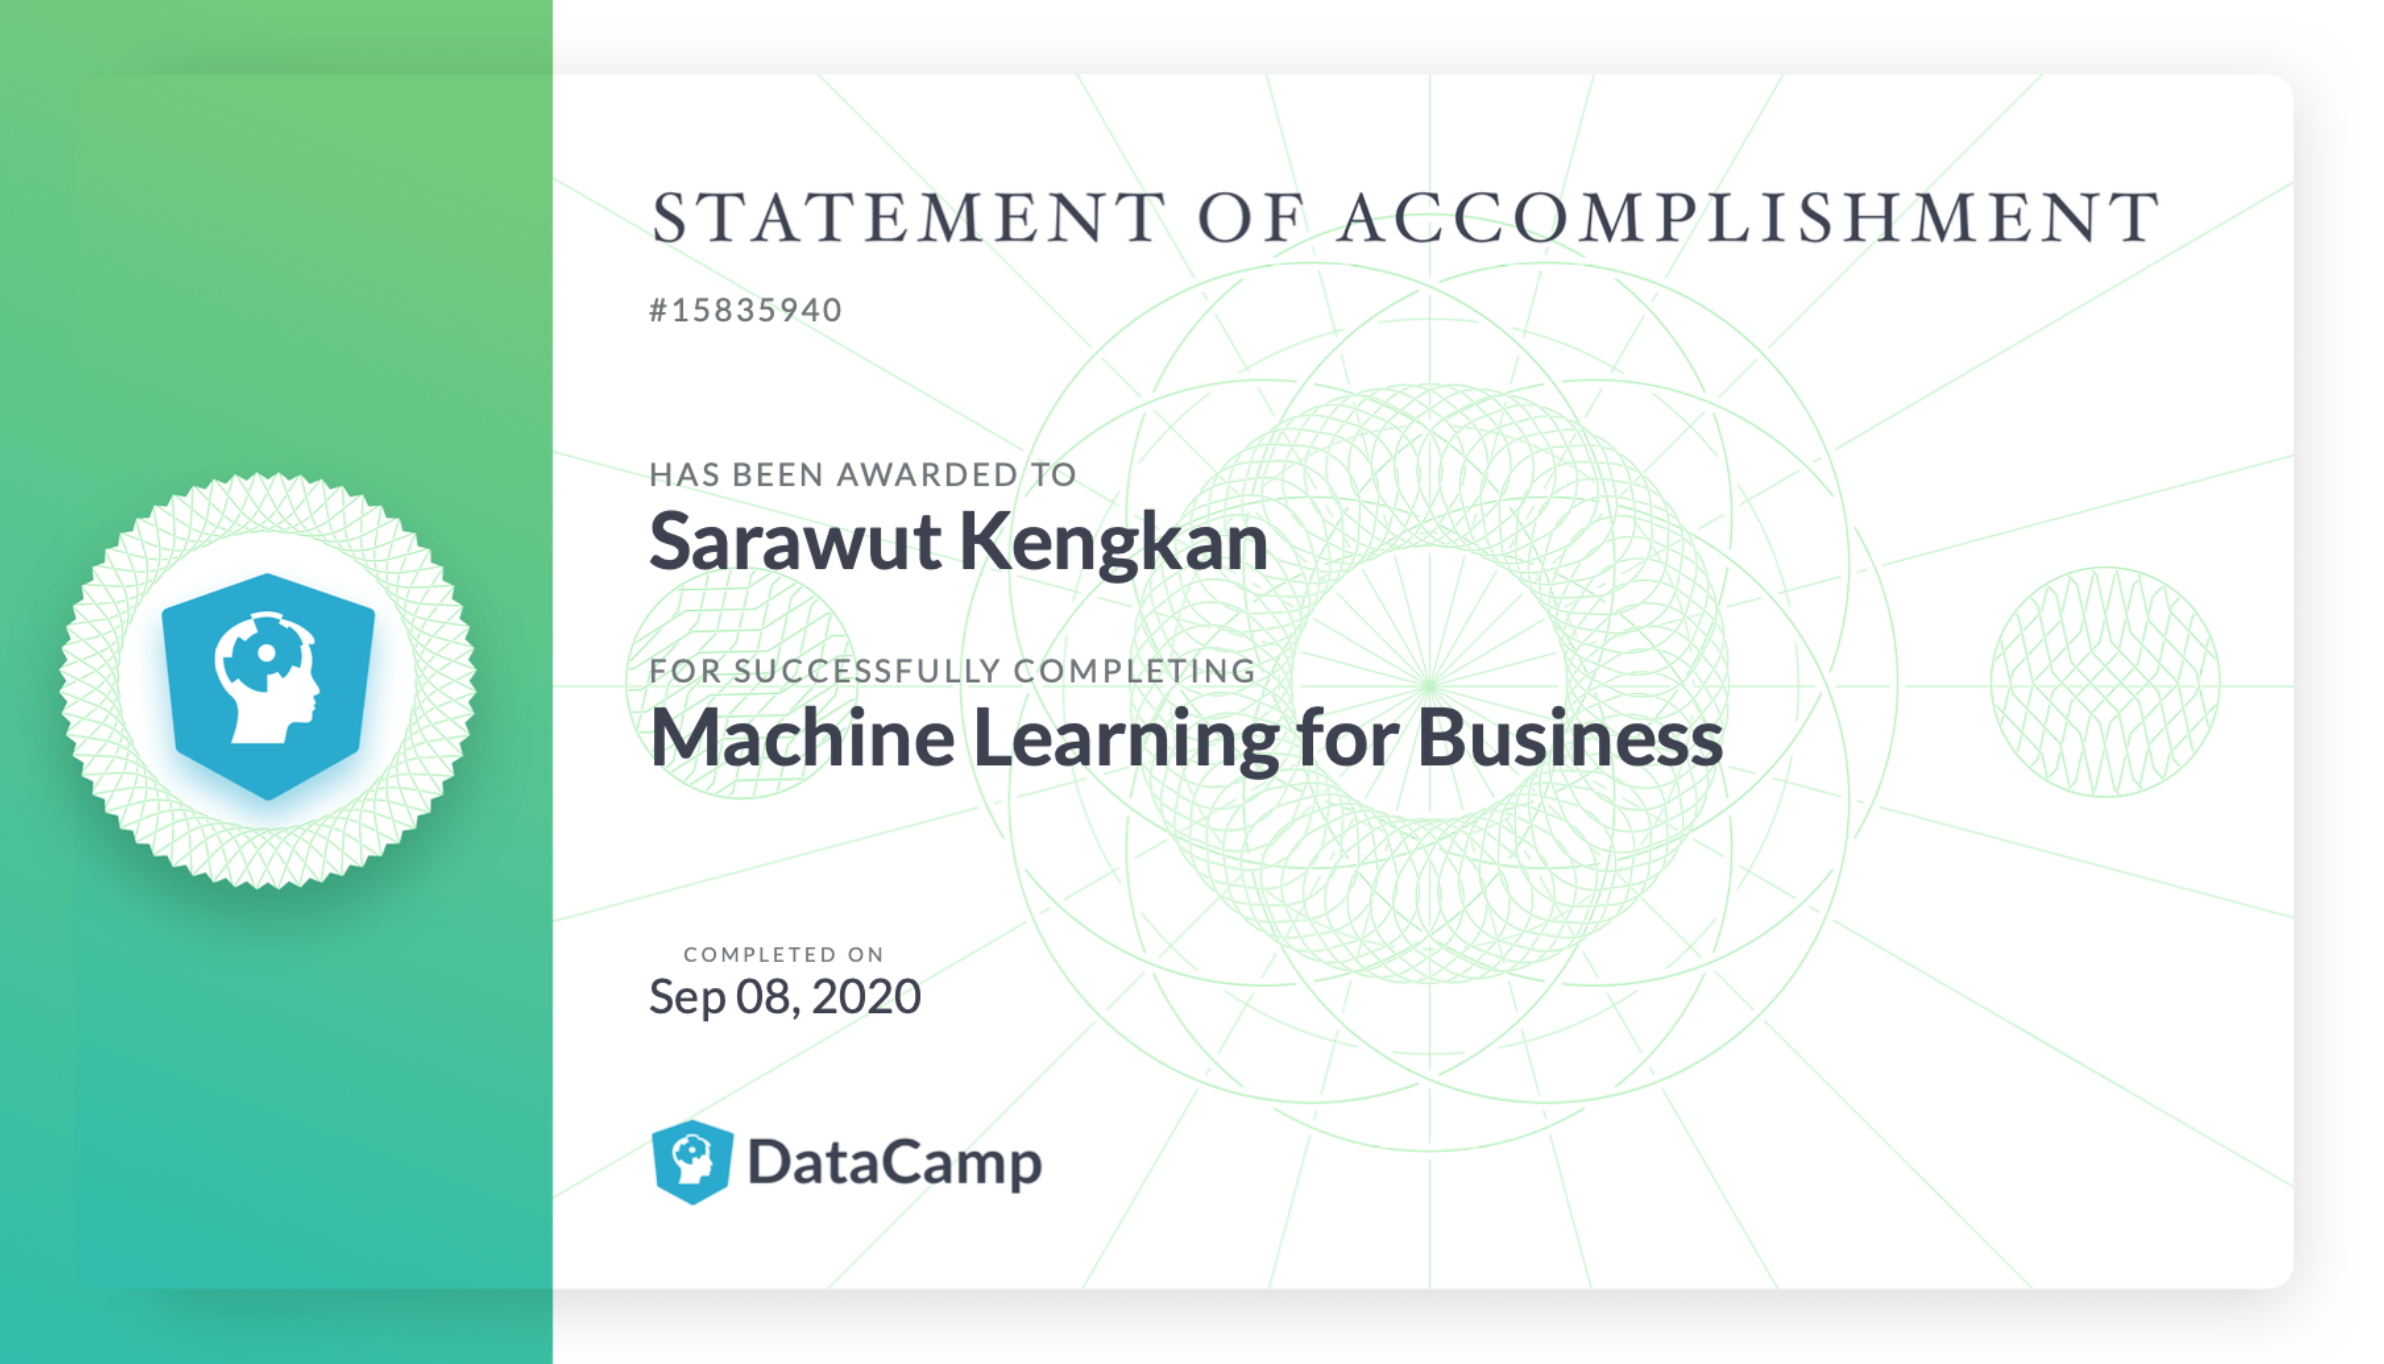 STATEMENT OF ACCOMPLISHMENT
#15835940
HAS BEEN AWARDED TO
Sarawut Kengkan
FOR SUCCESSFULLY COMPLETING
Machine Learning for Business
COMPLETED ON
Sep 08, 2020
DataCamp